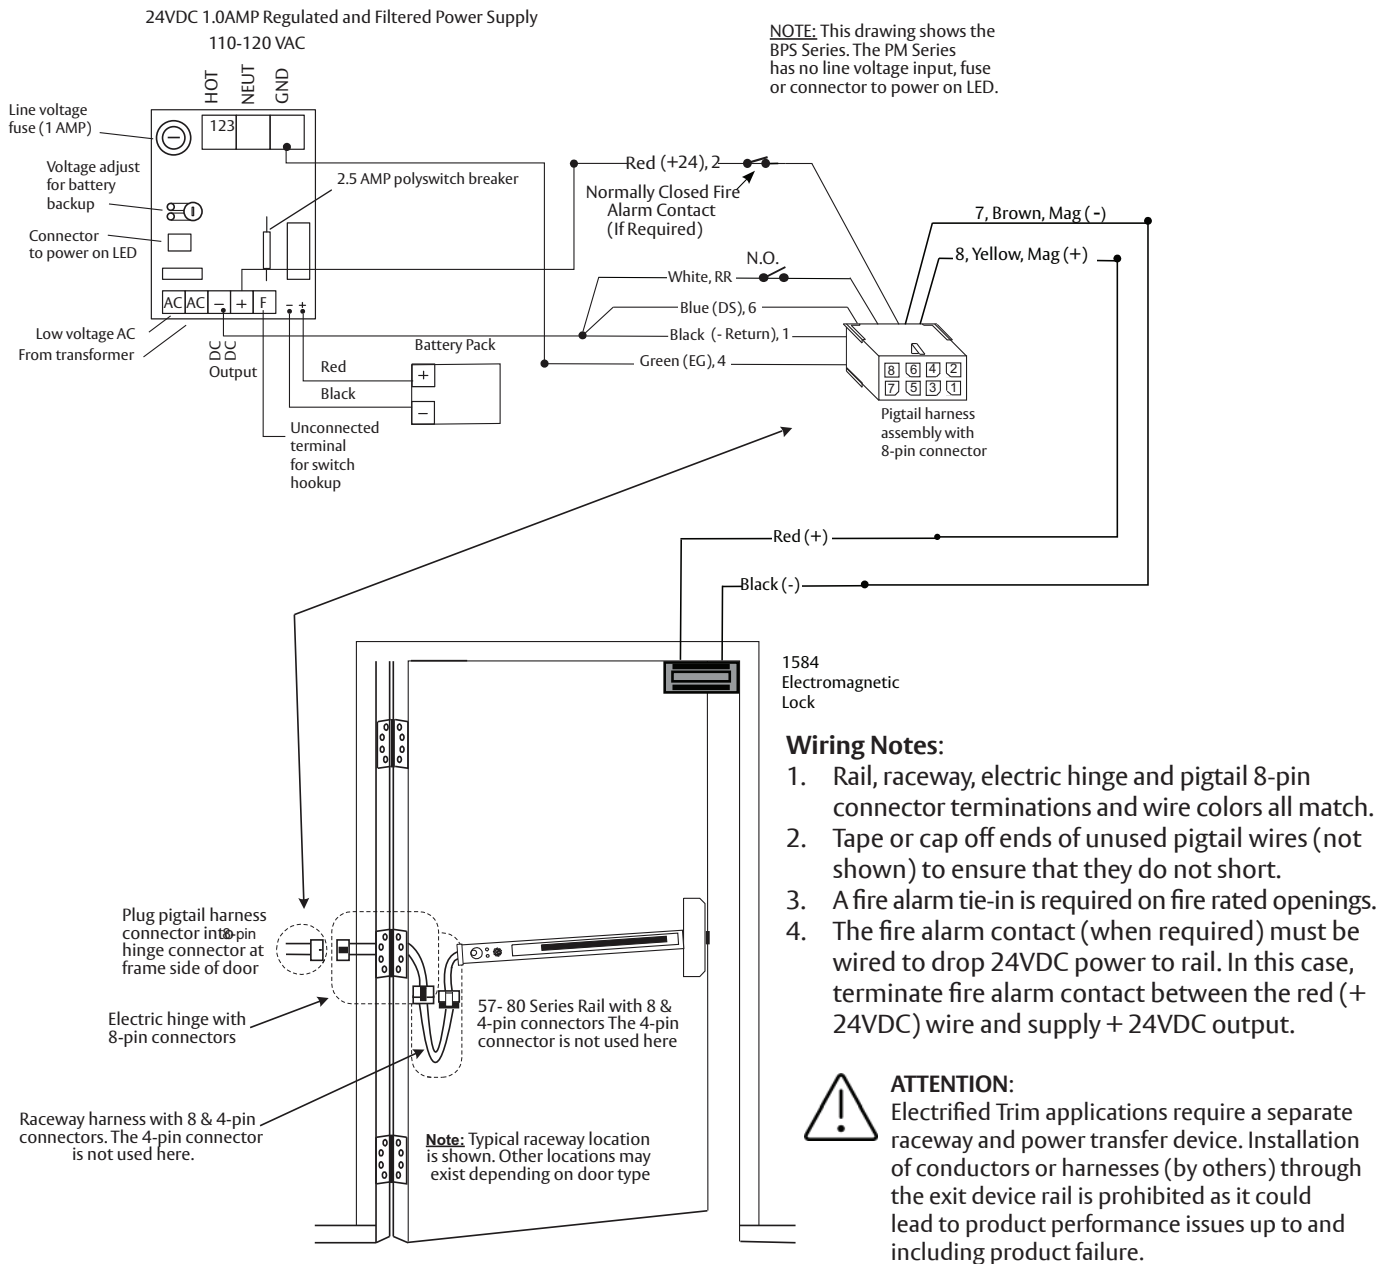 24VDC 1.0AMP Regulated and Filtered Power Supply
110-120 VAC
HOT
NEUT
GND
NOTE: This drawing shows the
BPS Series. The PM Series
has no line voltage input, fuse
or connector to power on LED.
Line voltage
fuse (1 AMP)
123
Voltage adjust
for battery
backup
2.5 AMP polyswitch breaker
Connector
to power on LED
AC AC – + F – +
Low voltage AC
From transformer
DC
DC
Output
Red
Black
Battery Pack
+
–
Unconnected
terminal
for switch
hookup
Red (+24), 2
Normally Closed Fire
Alarm Contact
(If Required)
N.O.
White, RR
Blue (DS), 6
Black (- Return), 1
Green (EG), 4
7, Brown, Mag (-)
8, Yellow, Mag (+)
8 6 4 2
7 5 3 1
Pigtail harness
assembly with
8-pin connector
Red (+)
Black (-)
1584
Electromagnetic
Lock
Wiring Notes:
1. Rail, raceway, electric hinge and pigtail 8-pin
connector terminations and wire colors all match.
2. Tape or cap off ends of unused pigtail wires (not
shown) to ensure that they do not short.
3. A fire alarm tie-in is required on fire rated openings.
4. The fire alarm contact (when required) must be
wired to drop 24VDC power to rail. In this case,
terminate fire alarm contact between the red (+
24VDC) wire and supply + 24VDC output.
ATTENTION:
Electrified Trim applications require a separate
raceway and power transfer device. Installation
of conductors or harnesses (by others) through
the exit device rail is prohibited as it could
lead to product performance issues up to and
including product failure.
Plug pigtail harness
connector into 8-pin
hinge connector at
frame side of door
Electric hinge with
8-pin connectors
57- 80 Series Rail with 8 &
4-pin connectors The 4-pin
connector is not used here
Raceway harness with 8 & 4-pin
connectors. The 4-pin connector
is not used here.
Note: Typical raceway location
is shown. Other locations may
exist depending on door type